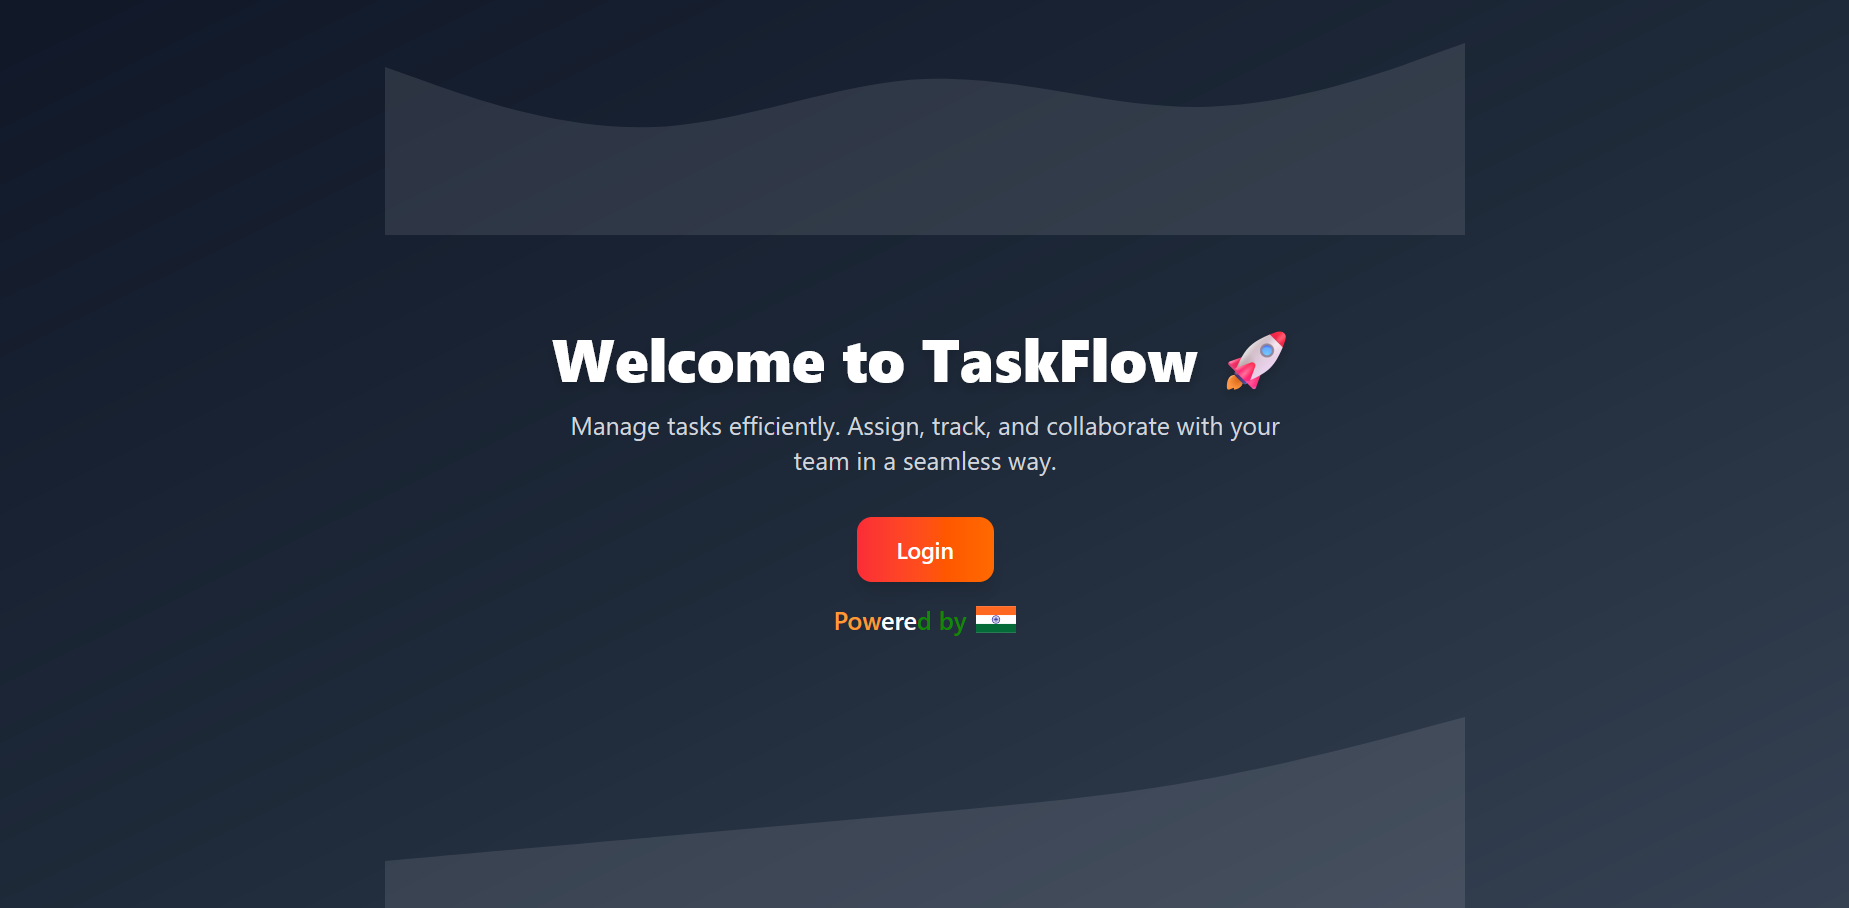 Welcome to TaskFlow 🚀
Manage tasks efficiently. Assign, track, and collaborate with your
team in a seamless way.
Login
Powered by